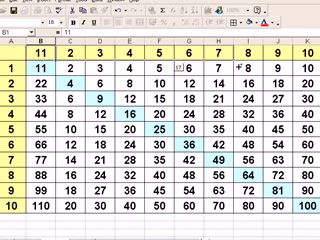 18
B1 11
A B C D E F G H I J K
11 2 3 4 5 6 7 8 9 10
1 11 2 3 4 5 6 7 8 9 10
2 22 4 6 8 10 12 14 16 18 20
3 33 6 9 12 15 18 21 24 27 30
4 44 8 12 16 20 24 28 32 36 40
5 55 10 15 20 25 30 35 40 45 50
6 66 12 18 24 30 36 42 48 54 60
7 77 14 21 28 35 42 49 56 63 70
8 88 16 24 32 40 48 56 64 72 80
9 99 18 27 36 45 54 63 72 81 90
10 110 20 30 40 50 60 70 80 90 100